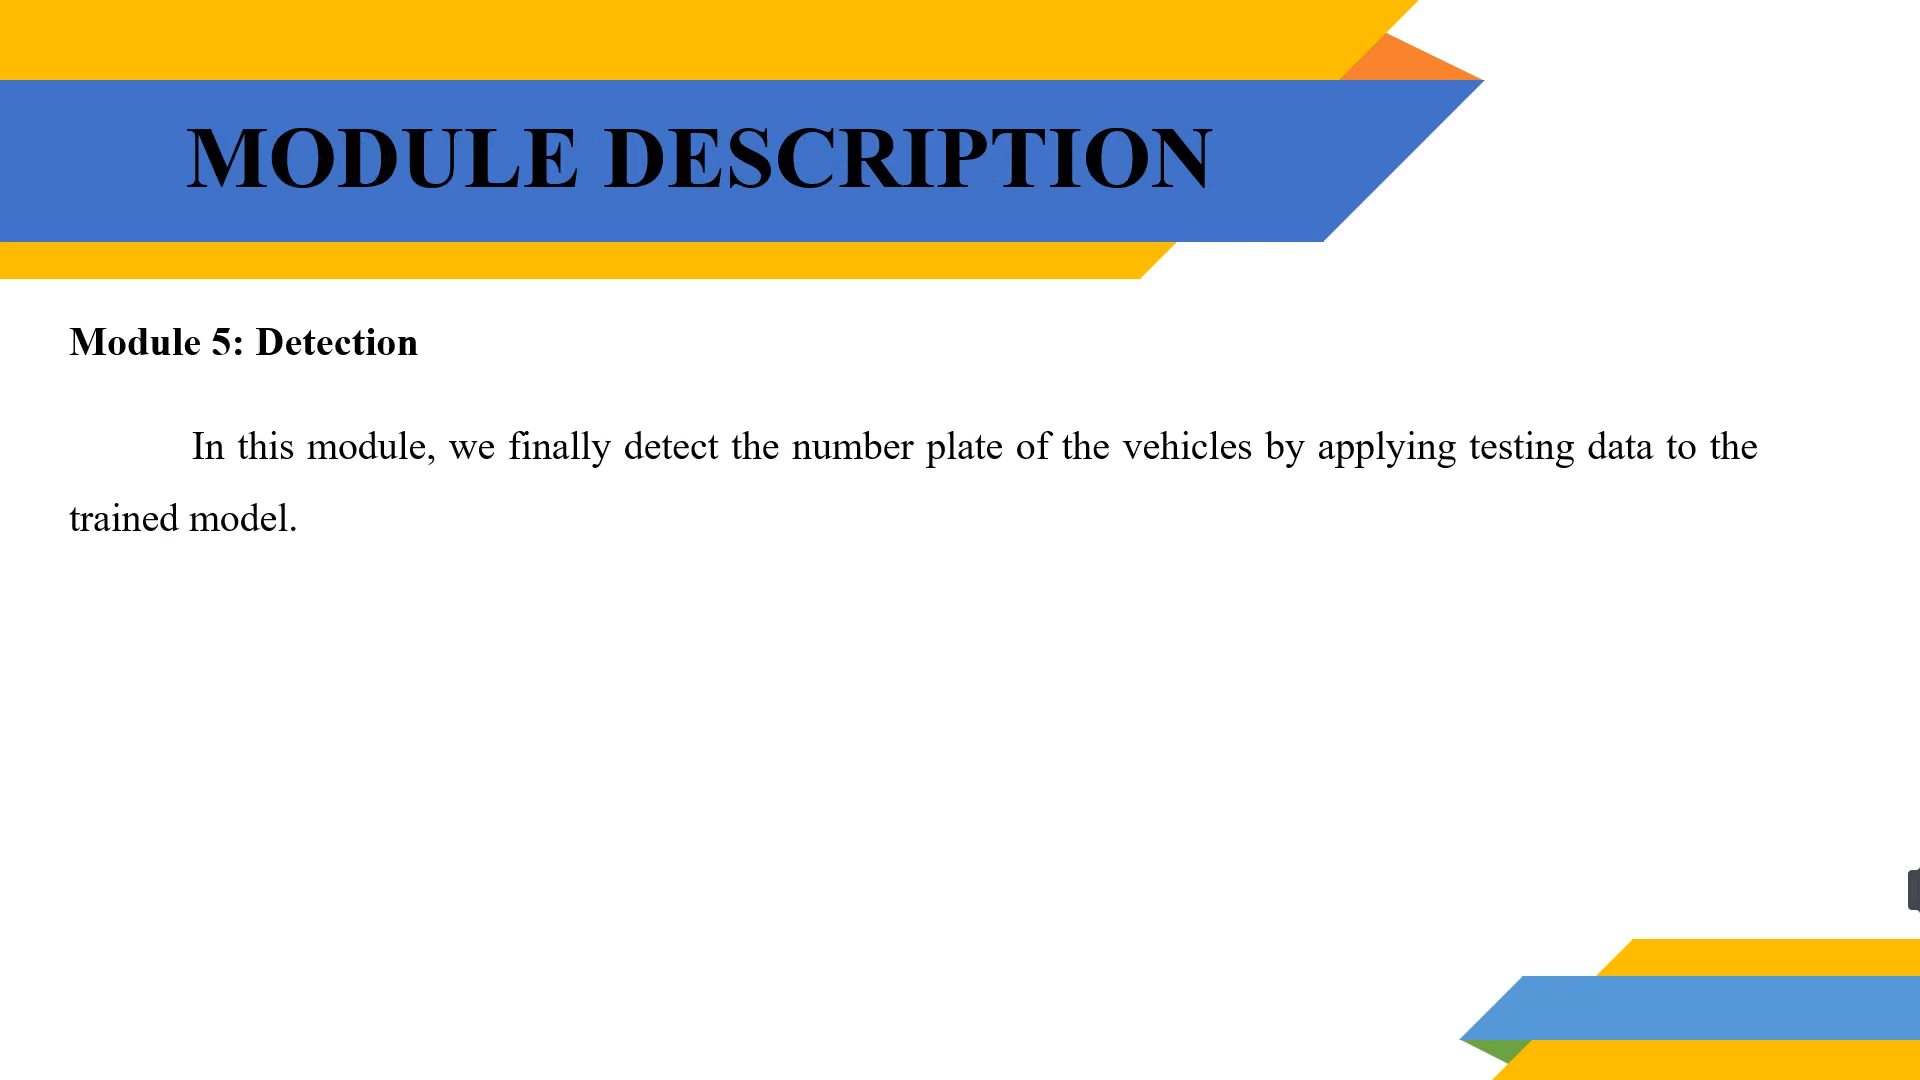 MODULE DESCRIPTION
Module 5: Detection
In this module, we finally detect the number plate of the vehicles by applying testing data to the
trained model.